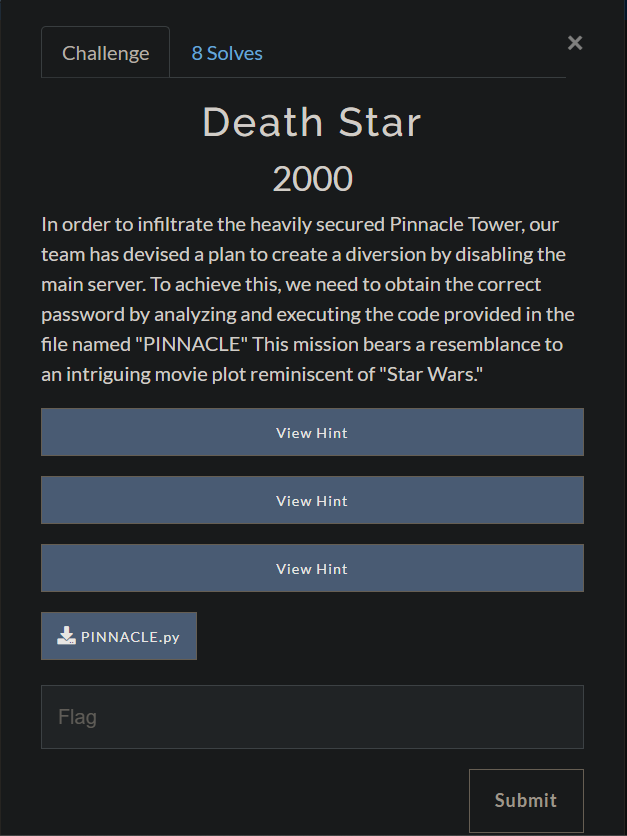 Challenge
8 Solves
×
Death Star
2000
In order to infiltrate the heavily secured Pinnacle Tower, our
team has devised a plan to create a diversion by disabling the
main server. To achieve this, we need to obtain the correct
password by analyzing and executing the code provided in the
file named "PINNACLE" This mission bears a resemblance to
an intriguing movie plot reminiscent of "Star Wars."
View Hint
View Hint
View Hint
PINNACLE.py
Flag
Submit